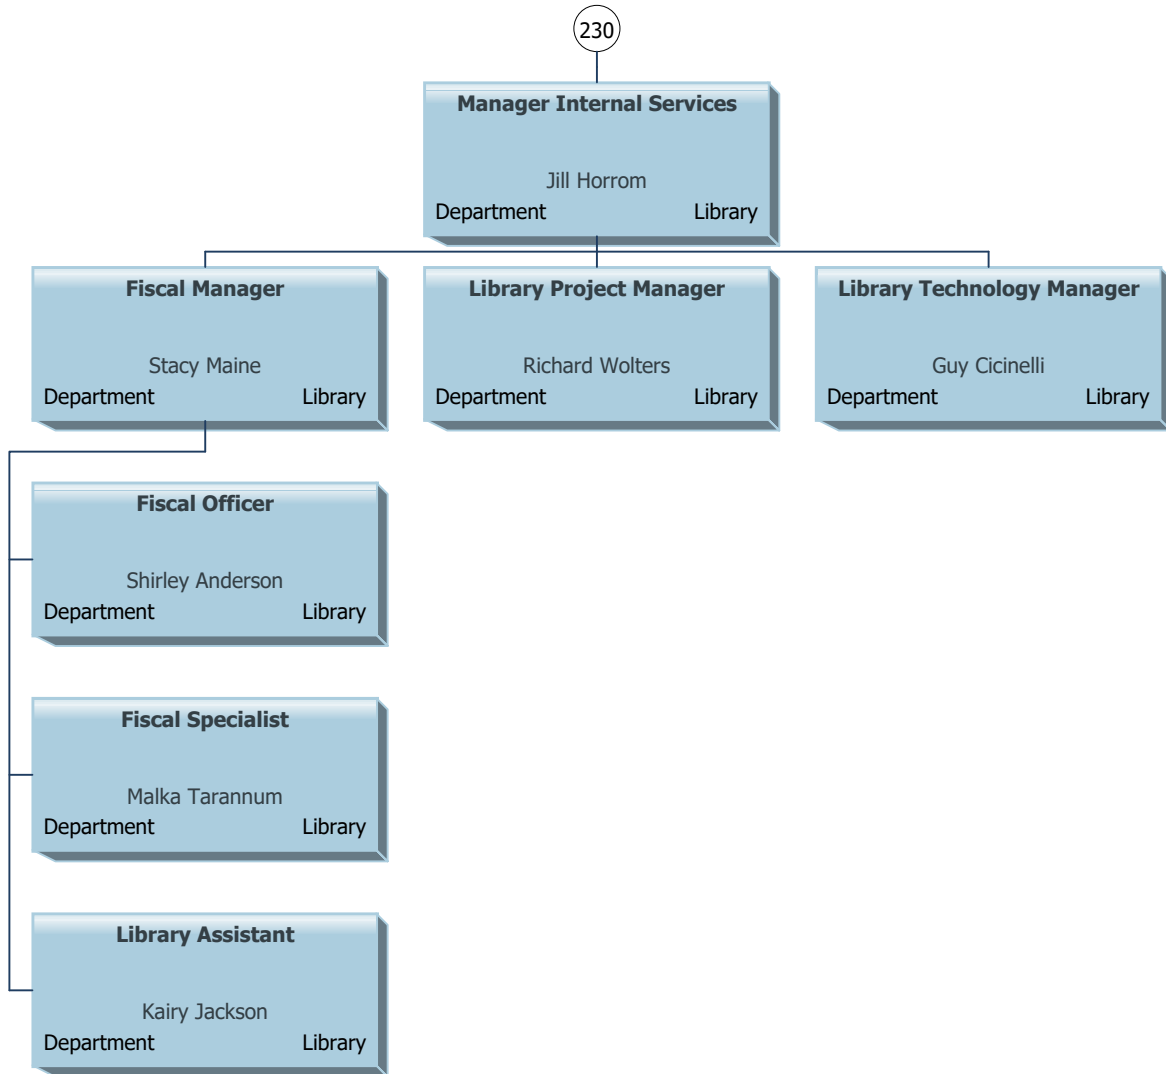 230
Manager Internal Services
Jill Horrom
Department Library
Fiscal Manager
Stacy Maine
Department Library
Library Project Manager
Richard Wolters
Department Library
Library Technology Manager
Guy Cicinelli
Department Library
Fiscal Officer
Shirley Anderson
Department Library
Fiscal Specialist
Malka Tarannum
Department Library
Library Assistant
Kairy Jackson
Department Library